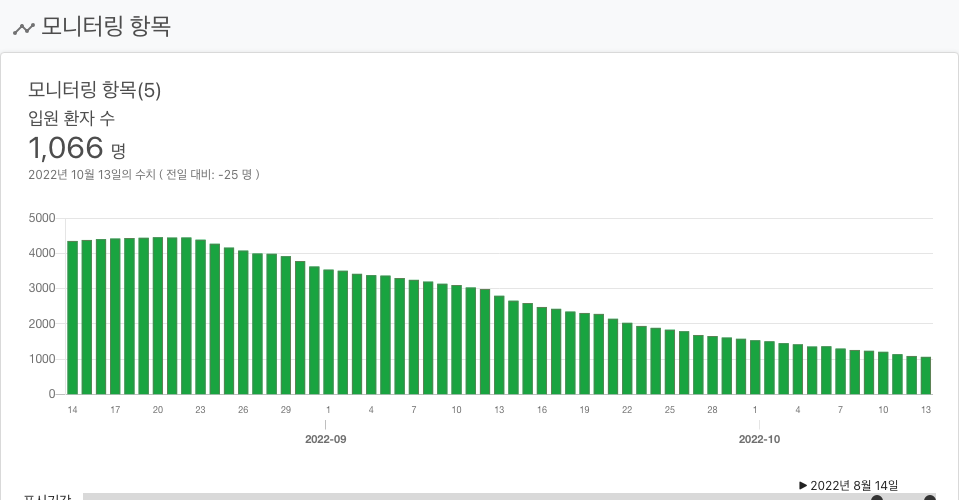 모니터링 항목
모니터링 항목(5)
입원 환자 수
1,066 명
2022년 10월 13일의 수치 ( 전일 대비: -25 명 )
5000
4000
3000
2000
1000
0
14 17 20 23 26 29 1 4 7 10 13 16 19 22 25 28 1 4 7 10 13
2022-09 2022-10
▶ 2022년 8월 14일
표시기간